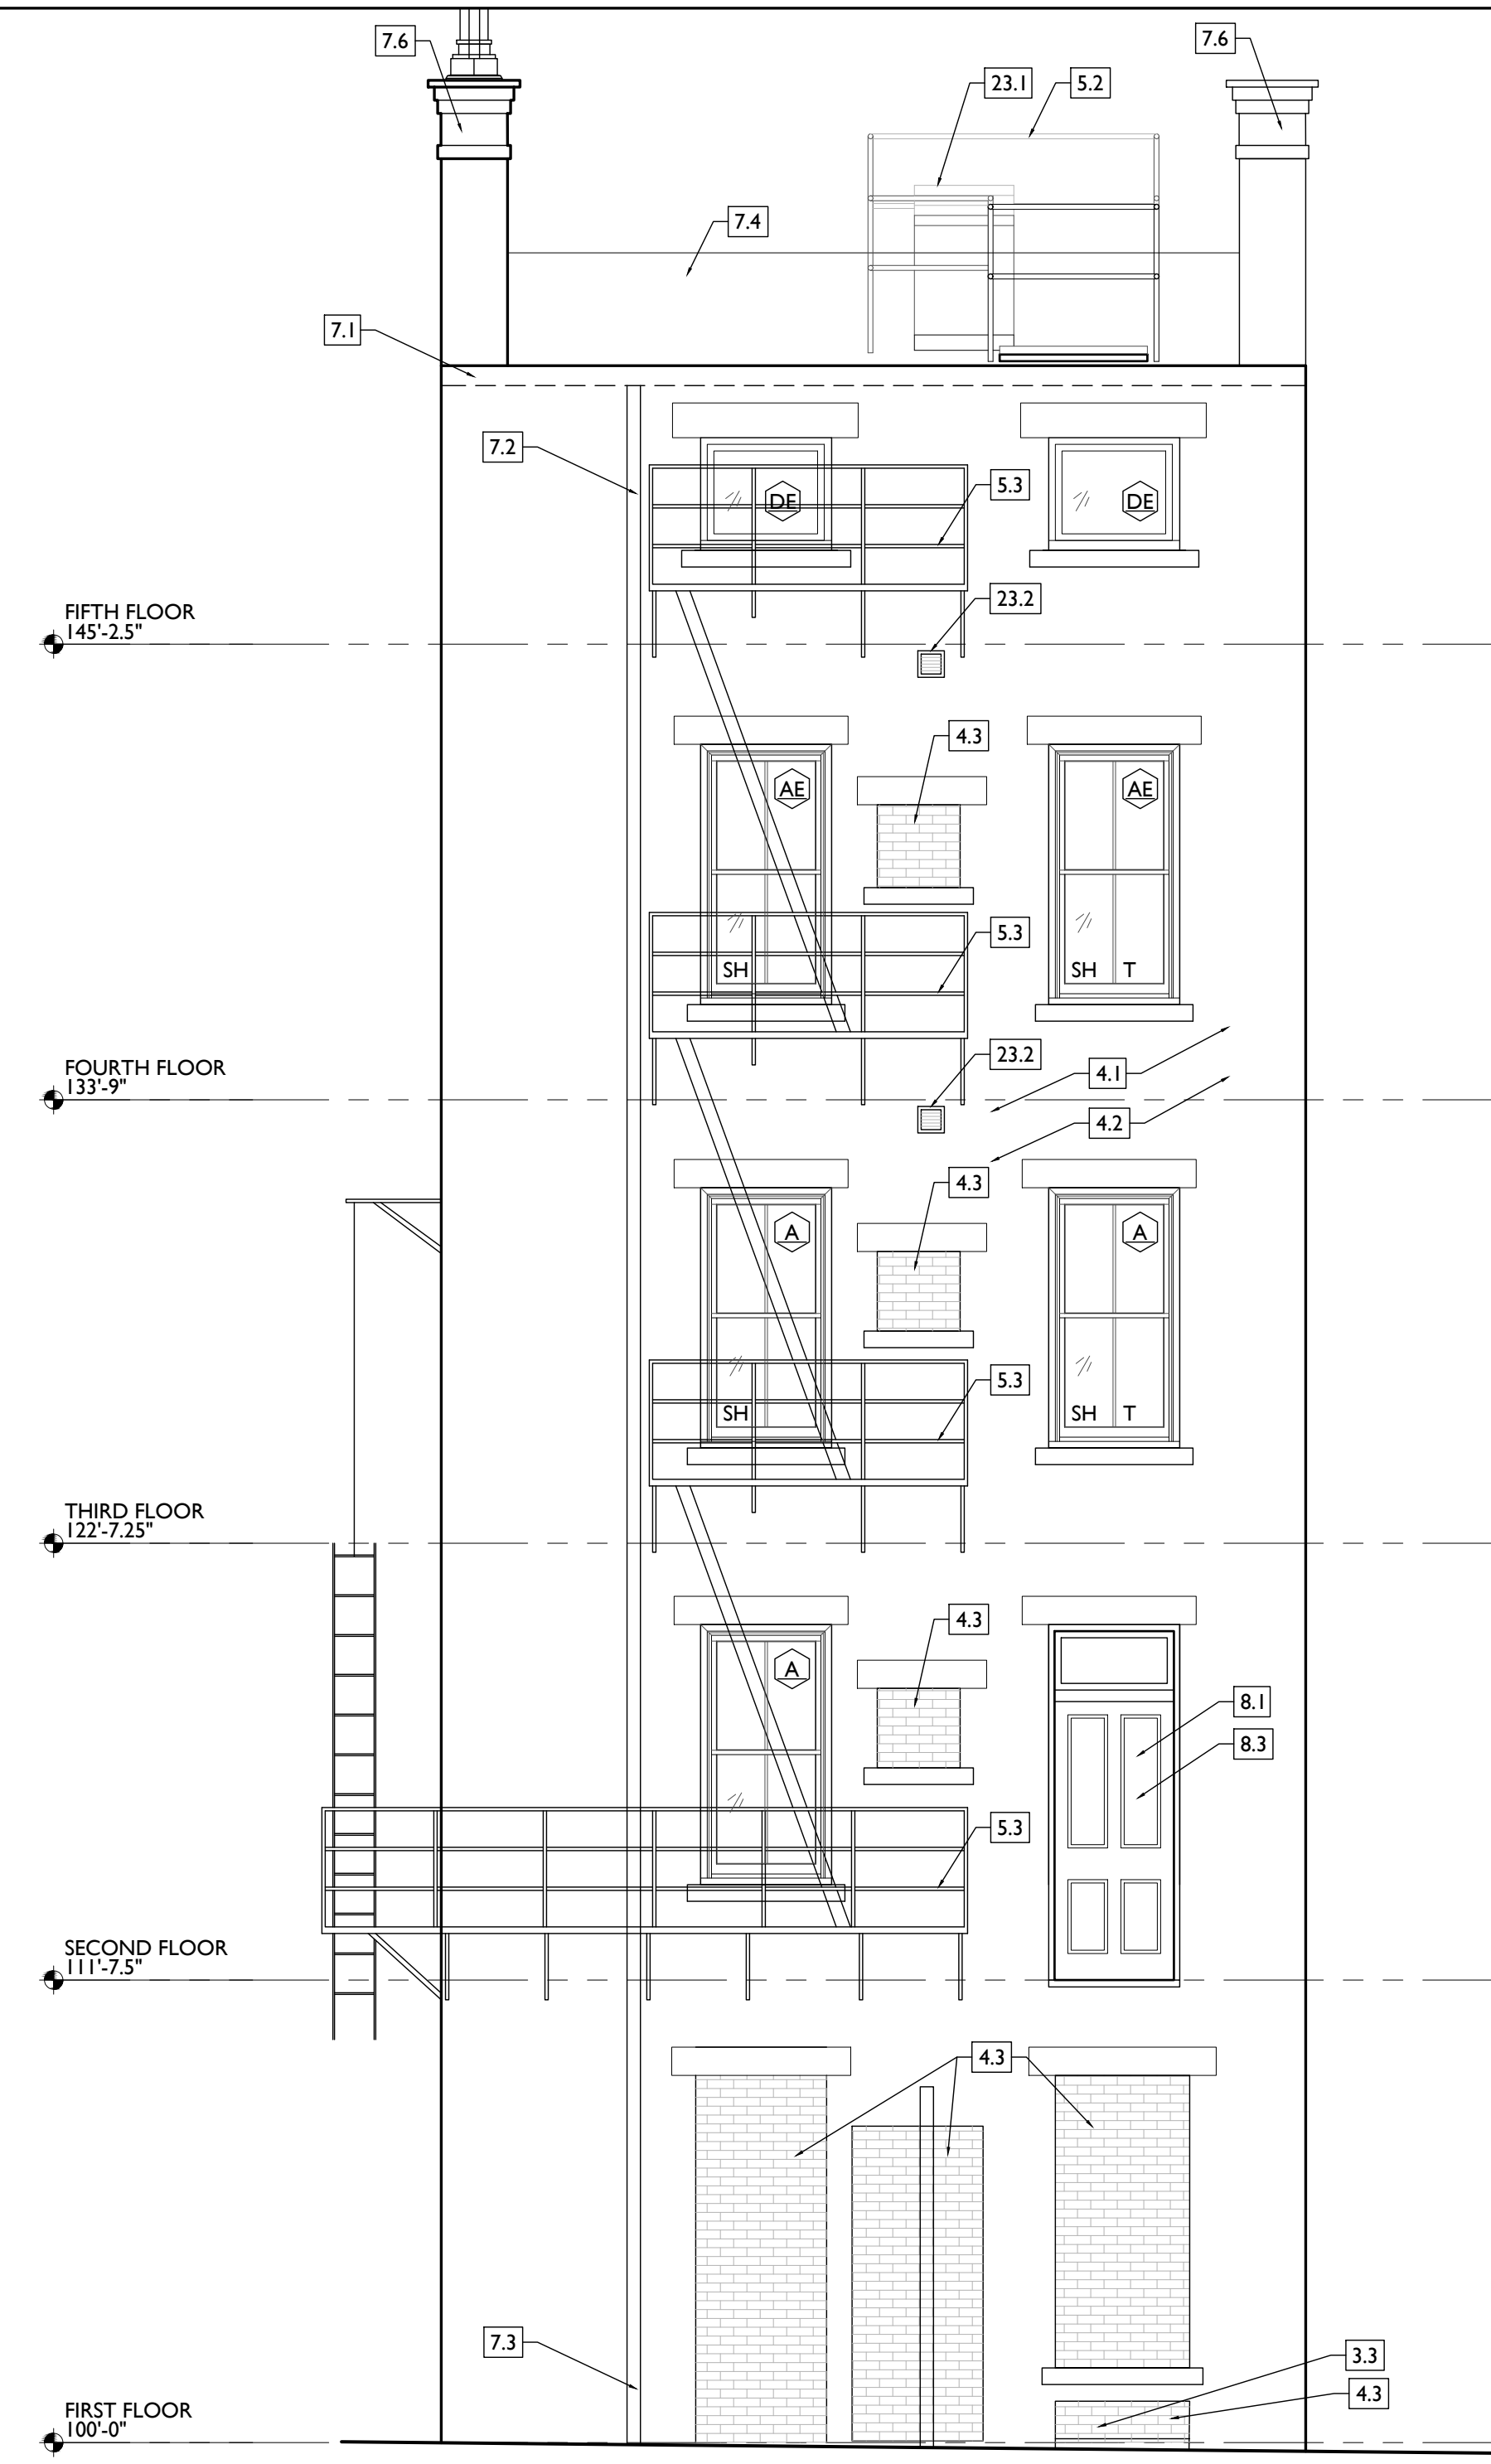 7.6
7.6
23.1
5.2
7.4
7.1
7.2
5.3
DE
DE
23.2
FIFTH FLOOR
145'-2.5"
4.3
AE
AE
5.3
SH
SH T
23.2
4.1
FOURTH FLOOR
133'-9"
4.2
4.3
A
A
5.3
SH
SH T
THIRD FLOOR
122'-7.25"
4.3
A
8.1
8.3
5.3
SECOND FLOOR
111'-7.5"
4.3
7.3
3.3
4.3
FIRST FLOOR
100'-0"